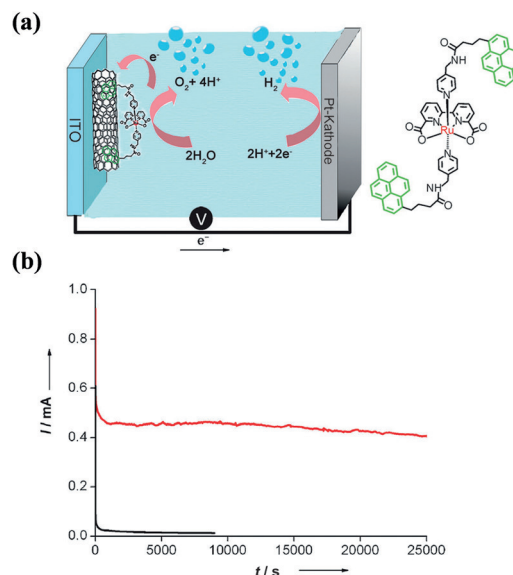 (a)
ITO
e-
O2+ 4H+
H2
2H2O
2H++2e-
Pt-Kathode
V
e−
O
NH
N
N
N
O
O
Ru
O
O
N
NH
O
(b)
I / mA
1.0
0.8
0.6
0.4
0.2
0.0
0
5000
10000
15000
20000
25000
t / s